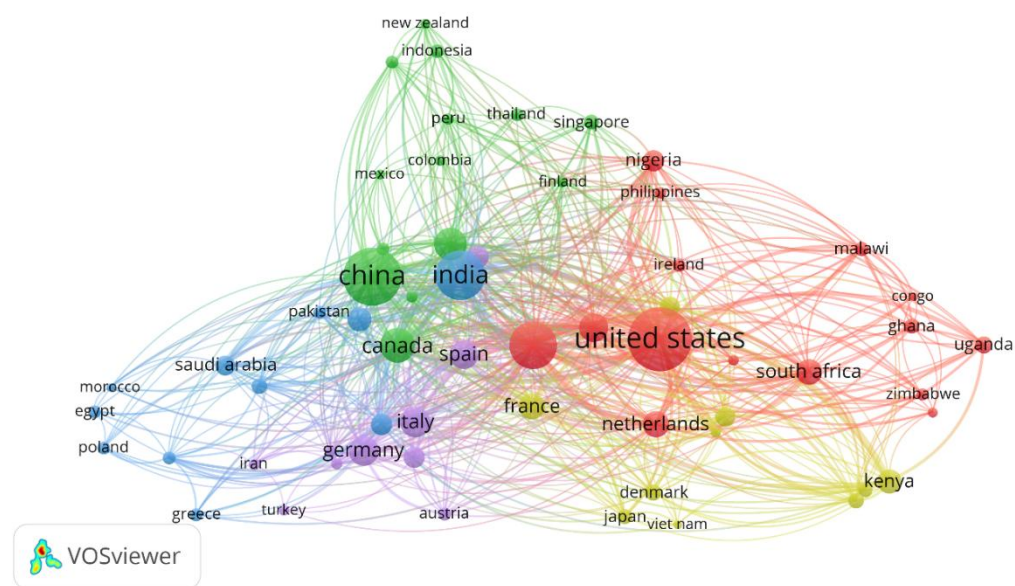 new zealand
indonesia
thailand
peru
singapore
colombia
nigeria
mexico
finland
philippines
malawi
ireland
china
india
congo
pakistan
ghana
united states
uganda
canada
spain
saudi arabia
south africa
morocco
zimbabwe
egypt
france
italy
netherlands
poland
germany
iran
kenya
denmark
greece
turkey
austria
japan
viet nam
VOSviewer